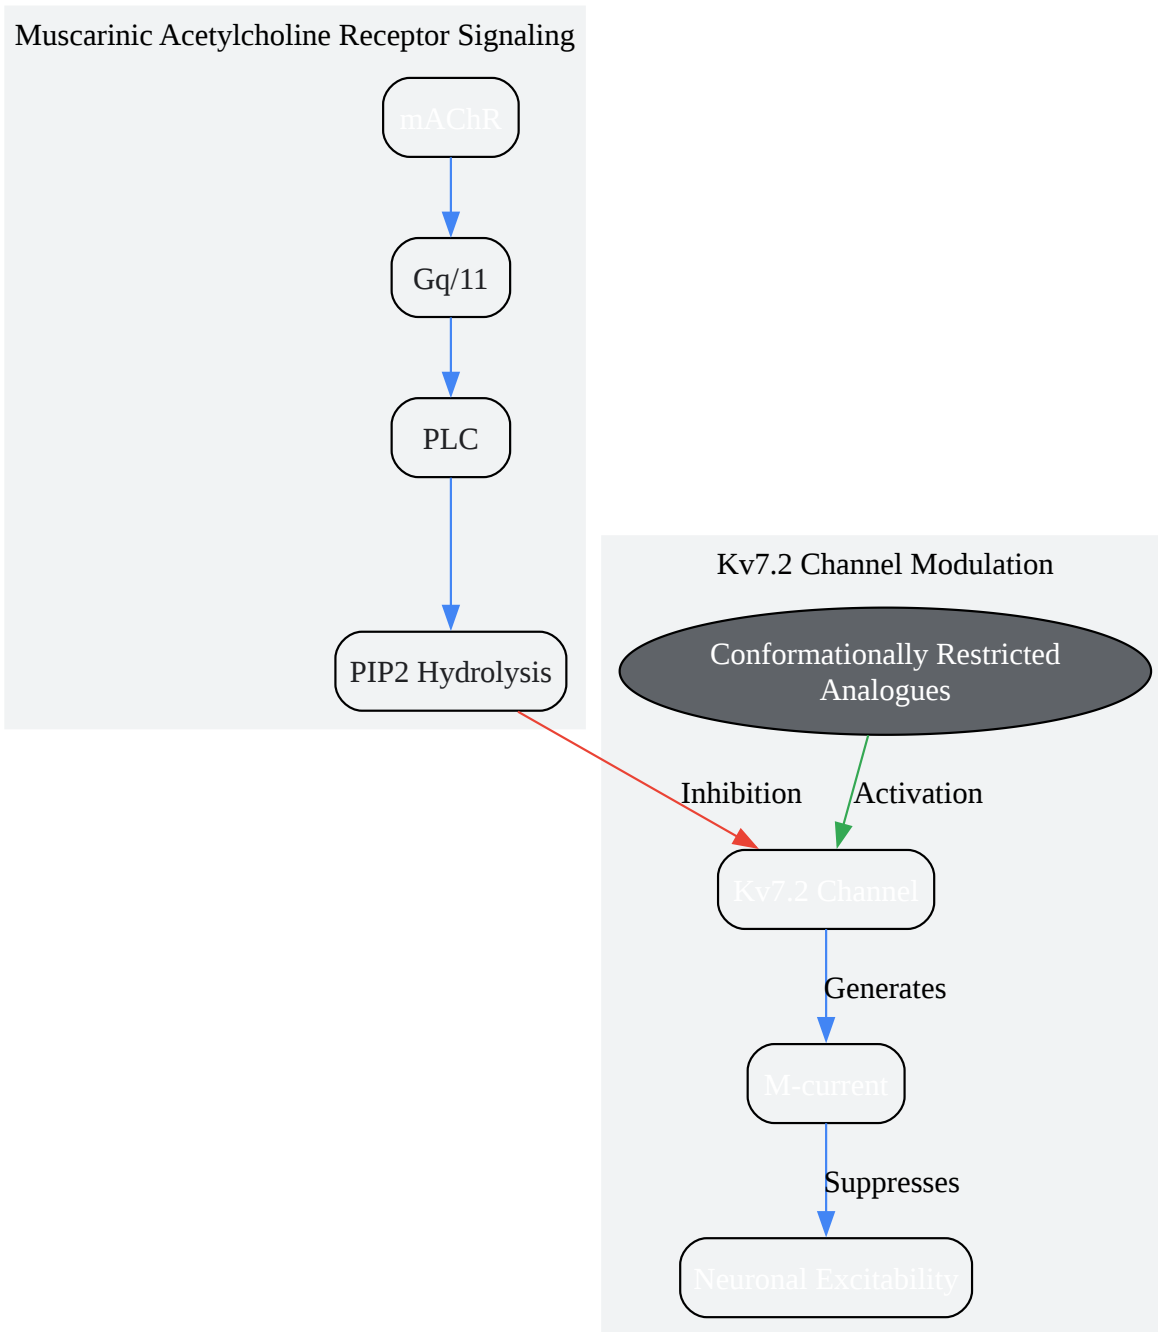 Muscarinic Acetylcholine Receptor Signaling
mAChR
Gq/11
PLC
PIP2 Hydrolysis
Kv7.2 Channel Modulation
Conformationally Restricted
Analogues
Inhibition
Activation
Kv7.2 Channel
Generates
M-current
Suppresses
Neuronal Excitability